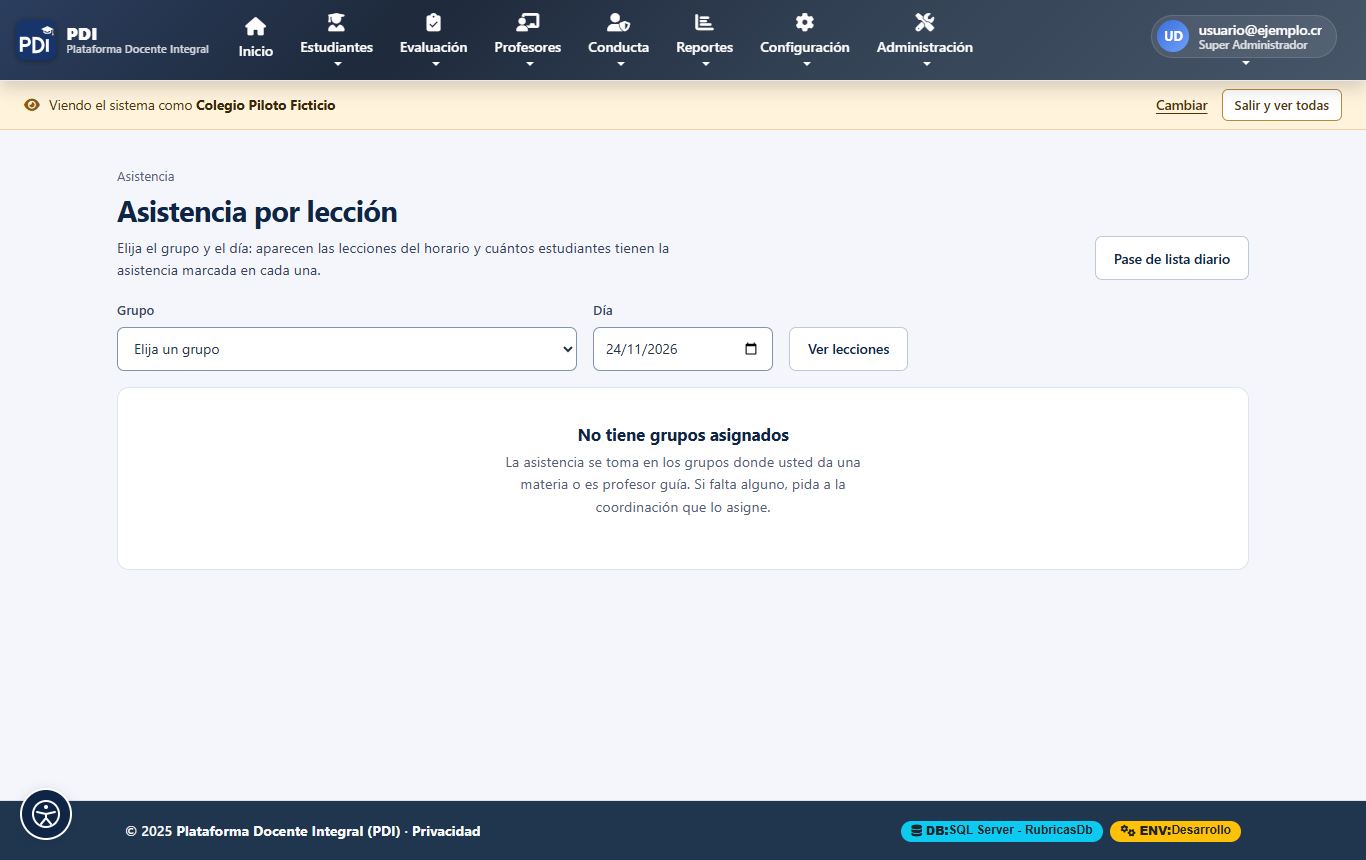 PDI
PDI
Plataforma Docente Integral
Inicio
Estudiantes
Evaluación
Profesores
Conducta
Reportes
Configuración
Administración
UD
usuario@ejemplo.cr
Super Administrador
Viendo el sistema como Colegio Piloto Ficticio
Cambiar
Salir y ver todas
Asistencia
Asistencia por lección
Elija el grupo y el día: aparecen las lecciones del horario y cuántos estudiantes tienen la
asistencia marcada en cada una.
Pase de lista diario
Grupo
Día
Elija un grupo
24/11/2026
Ver lecciones
No tiene grupos asignados
La asistencia se toma en los grupos donde usted da una
materia o es profesor guía. Si falta alguno, pida a la
coordinación que lo asigne.
© 2025 Plataforma Docente Integral (PDI) · Privacidad
DB:SQL Server - RubricasDb
ENV:Desarrollo